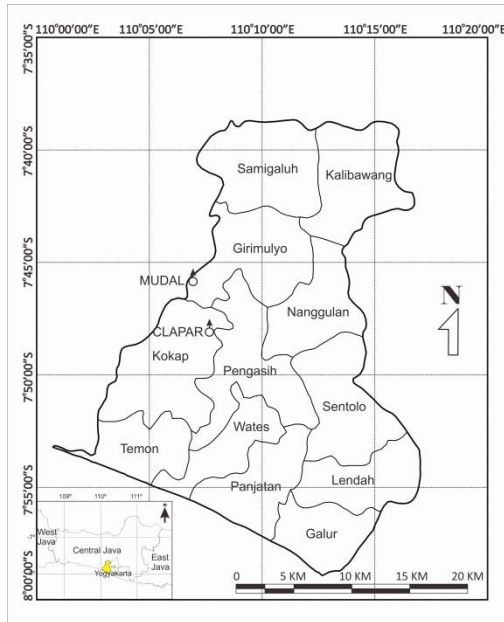 110°00'00"S 110°05'00"S 110°10'00"S 110°15'00"S 110°20'00"S
7°35'00"S
7°40'00"S
Samigaluh
Kalibawang
Girimulyo
7°45'00"S
MUDAL
Nanggulan
N
CLAPAR
Kokap
7°50'00"S
Pengasih
Sentolo
Wates
Temon
Panjatan
Lendah
7°55'00"S
Galur
8°00'00"S
109° 110° 111°
West Java
Central Java
East Java
Yogyakarta
0 5 KM 10 KM 15 KM 20 KM